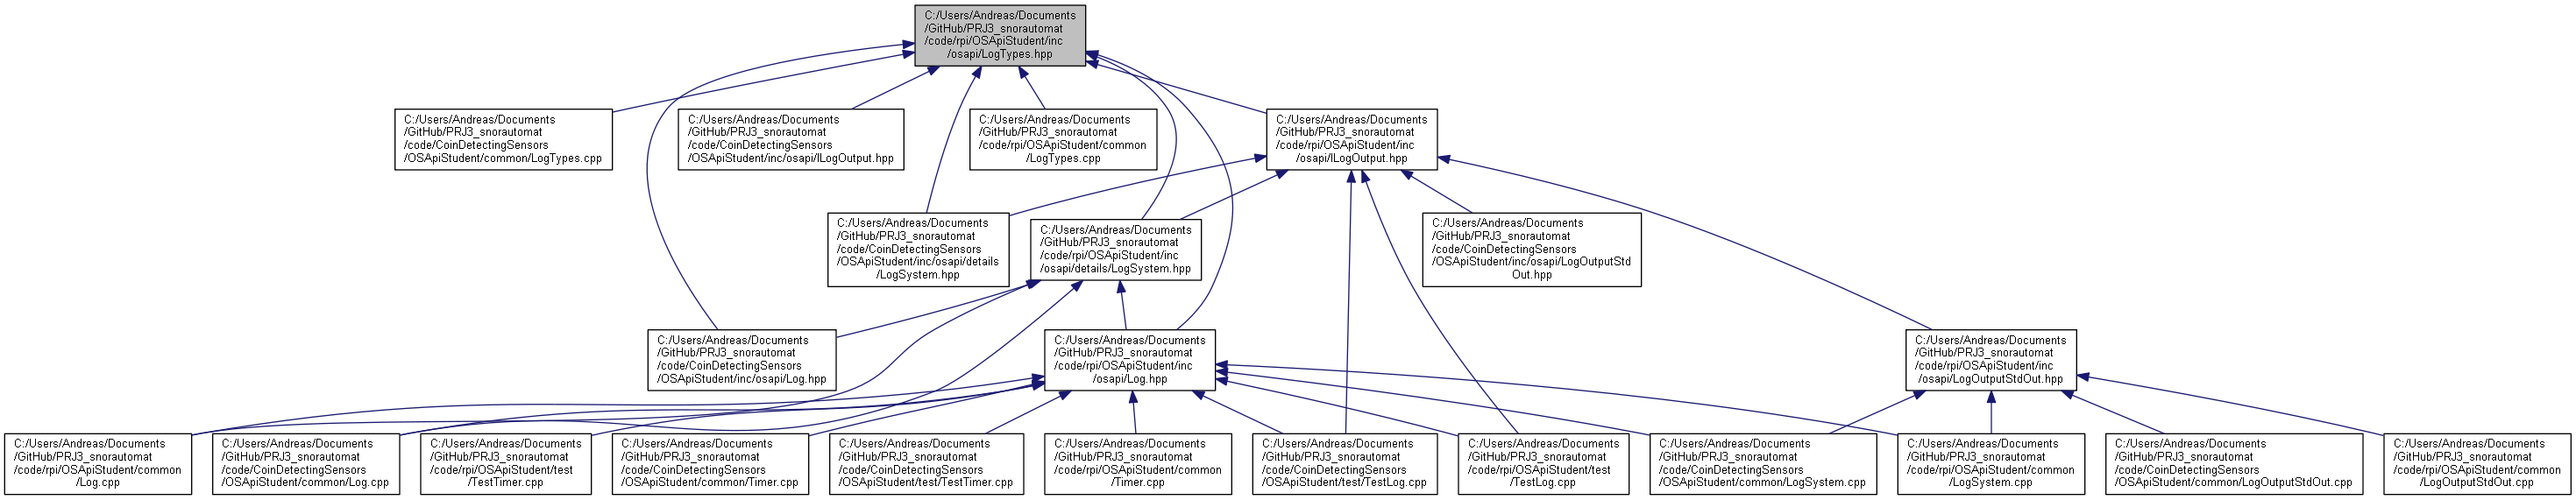 C:/Users/Andreas/Documents
/GitHub/PRJ3_snorautomat
/code/rpi/OSApiStudent/inc
/osapi/LogTypes.hpp
C:/Users/Andreas/Documents
/GitHub/PRJ3_snorautomat
/code/CoinDetectingSensors
/OSApiStudent/common/LogTypes.cpp
C:/Users/Andreas/Documents
/GitHub/PRJ3_snorautomat
/code/CoinDetectingSensors
/OSApiStudent/inc/osapi/ILogOutput.hpp
C:/Users/Andreas/Documents
/GitHub/PRJ3_snorautomat
/code/rpi/OSApiStudent/common
/LogTypes.cpp
C:/Users/Andreas/Documents
/GitHub/PRJ3_snorautomat
/code/rpi/OSApiStudent/inc
/osapi/ILogOutput.hpp
C:/Users/Andreas/Documents
/GitHub/PRJ3_snorautomat
/code/CoinDetectingSensors
/OSApiStudent/inc/osapi/details
/LogSystem.hpp
C:/Users/Andreas/Documents
/GitHub/PRJ3_snorautomat
/code/rpi/OSApiStudent/inc
/osapi/details/LogSystem.hpp
C:/Users/Andreas/Documents
/GitHub/PRJ3_snorautomat
/code/CoinDetectingSensors
/OSApiStudent/inc/osapi/LogOutputStd
Out.hpp
C:/Users/Andreas/Documents
/GitHub/PRJ3_snorautomat
/code/CoinDetectingSensors
/OSApiStudent/inc/osapi/Log.hpp
C:/Users/Andreas/Documents
/GitHub/PRJ3_snorautomat
/code/rpi/OSApiStudent/inc
/osapi/Log.hpp
C:/Users/Andreas/Documents
/GitHub/PRJ3_snorautomat
/code/rpi/OSApiStudent/inc
/osapi/LogOutputStdOut.hpp
C:/Users/Andreas/Documents
/GitHub/PRJ3_snorautomat
/code/rpi/OSApiStudent/common
/Log.cpp
C:/Users/Andreas/Documents
/GitHub/PRJ3_snorautomat
/code/CoinDetectingSensors
/OSApiStudent/common/Log.cpp
C:/Users/Andreas/Documents
/GitHub/PRJ3_snorautomat
/code/rpi/OSApiStudent/test
/TestTimer.cpp
C:/Users/Andreas/Documents
/GitHub/PRJ3_snorautomat
/code/CoinDetectingSensors
/OSApiStudent/common/Timer.cpp
C:/Users/Andreas/Documents
/GitHub/PRJ3_snorautomat
/code/CoinDetectingSensors
/OSApiStudent/test/TestTimer.cpp
C:/Users/Andreas/Documents
/GitHub/PRJ3_snorautomat
/code/rpi/OSApiStudent/common
/Timer.cpp
C:/Users/Andreas/Documents
/GitHub/PRJ3_snorautomat
/code/CoinDetectingSensors
/OSApiStudent/test/TestLog.cpp
C:/Users/Andreas/Documents
/GitHub/PRJ3_snorautomat
/code/rpi/OSApiStudent/test
/TestLog.cpp
C:/Users/Andreas/Documents
/GitHub/PRJ3_snorautomat
/code/CoinDetectingSensors
/OSApiStudent/common/LogSystem.cpp
C:/Users/Andreas/Documents
/GitHub/PRJ3_snorautomat
/code/rpi/OSApiStudent/common
/LogSystem.cpp
C:/Users/Andreas/Documents
/GitHub/PRJ3_snorautomat
/code/CoinDetectingSensors
/OSApiStudent/common/LogOutputStdOut.cpp
C:/Users/Andreas/Documents
/GitHub/PRJ3_snorautomat
/code/rpi/OSApiStudent/common
/LogOutputStdOut.cpp